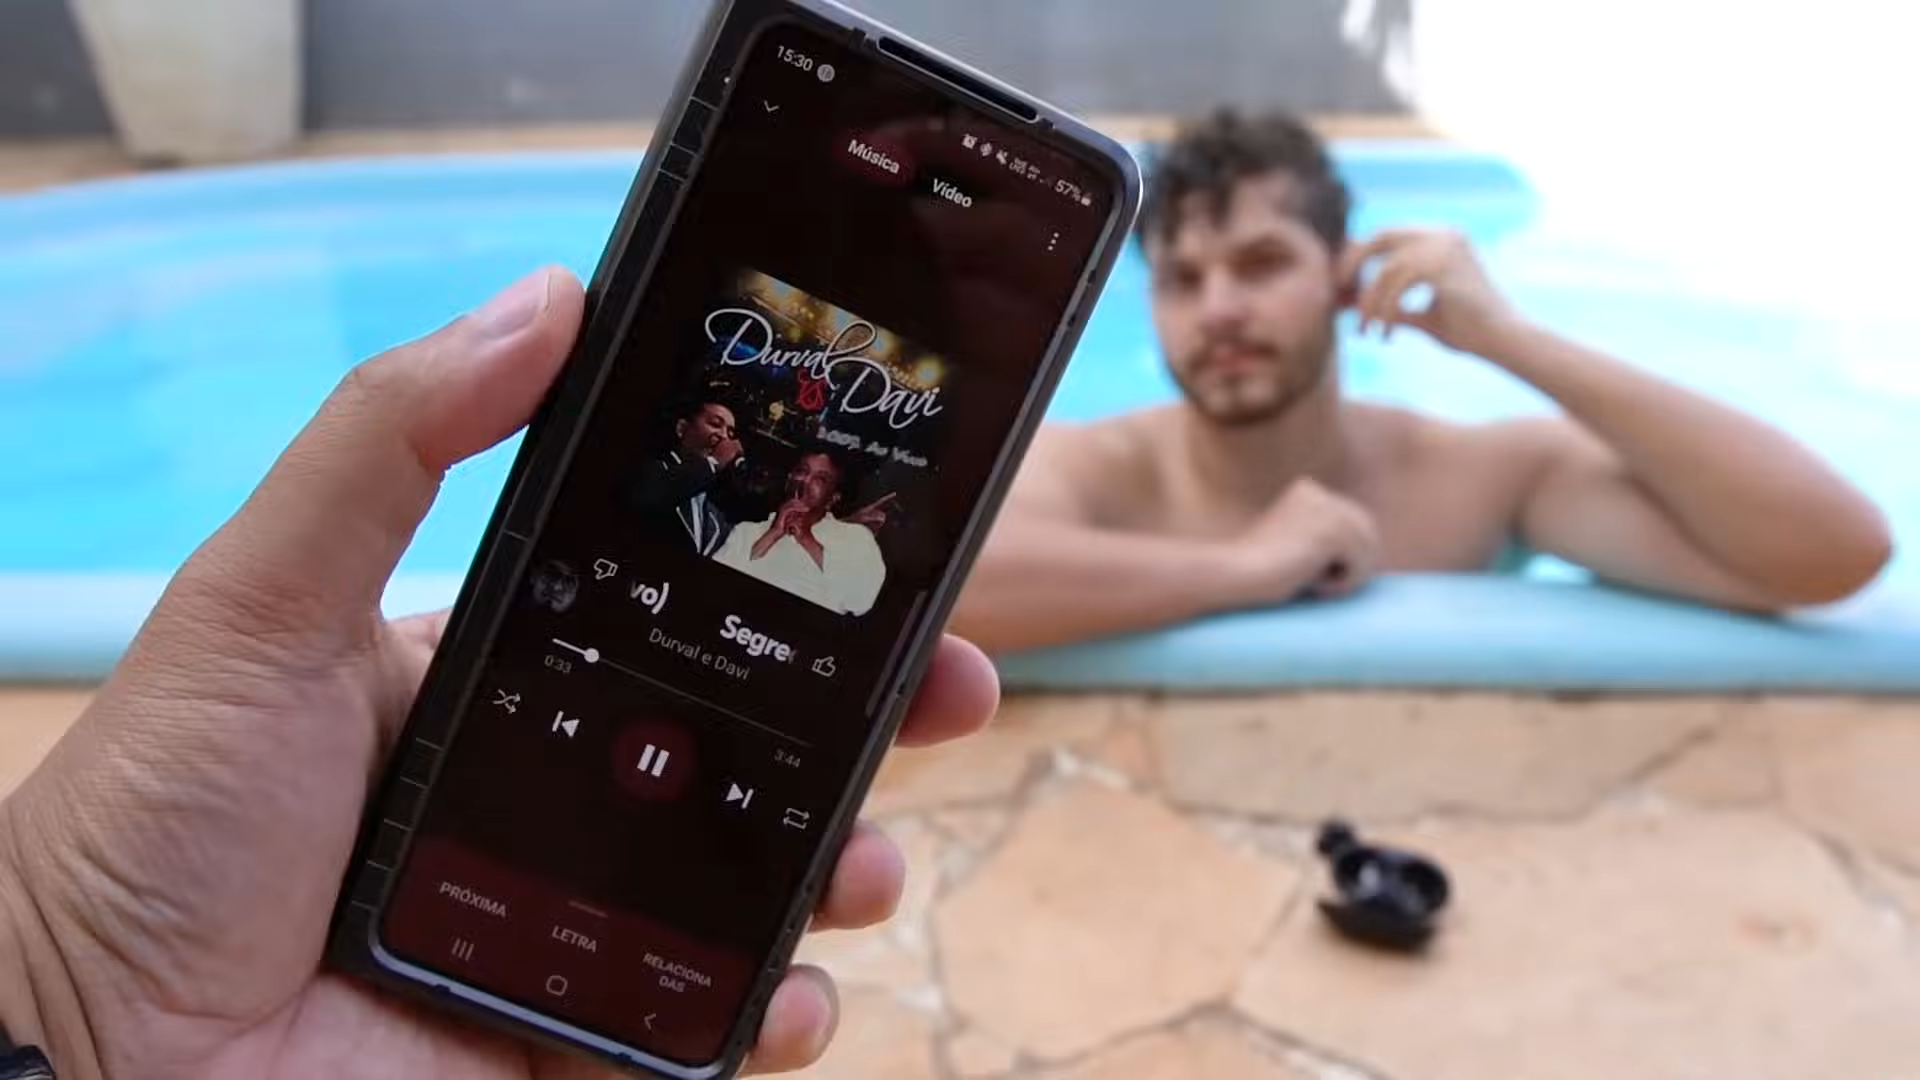 15:30
57%
Música
Vídeo
Durval
& Davi
100% Ao Vivo
vo) Segre
Durval e Davi
0:33
3:44
PRÓXIMA
LETRA
RELACIONA
DAS